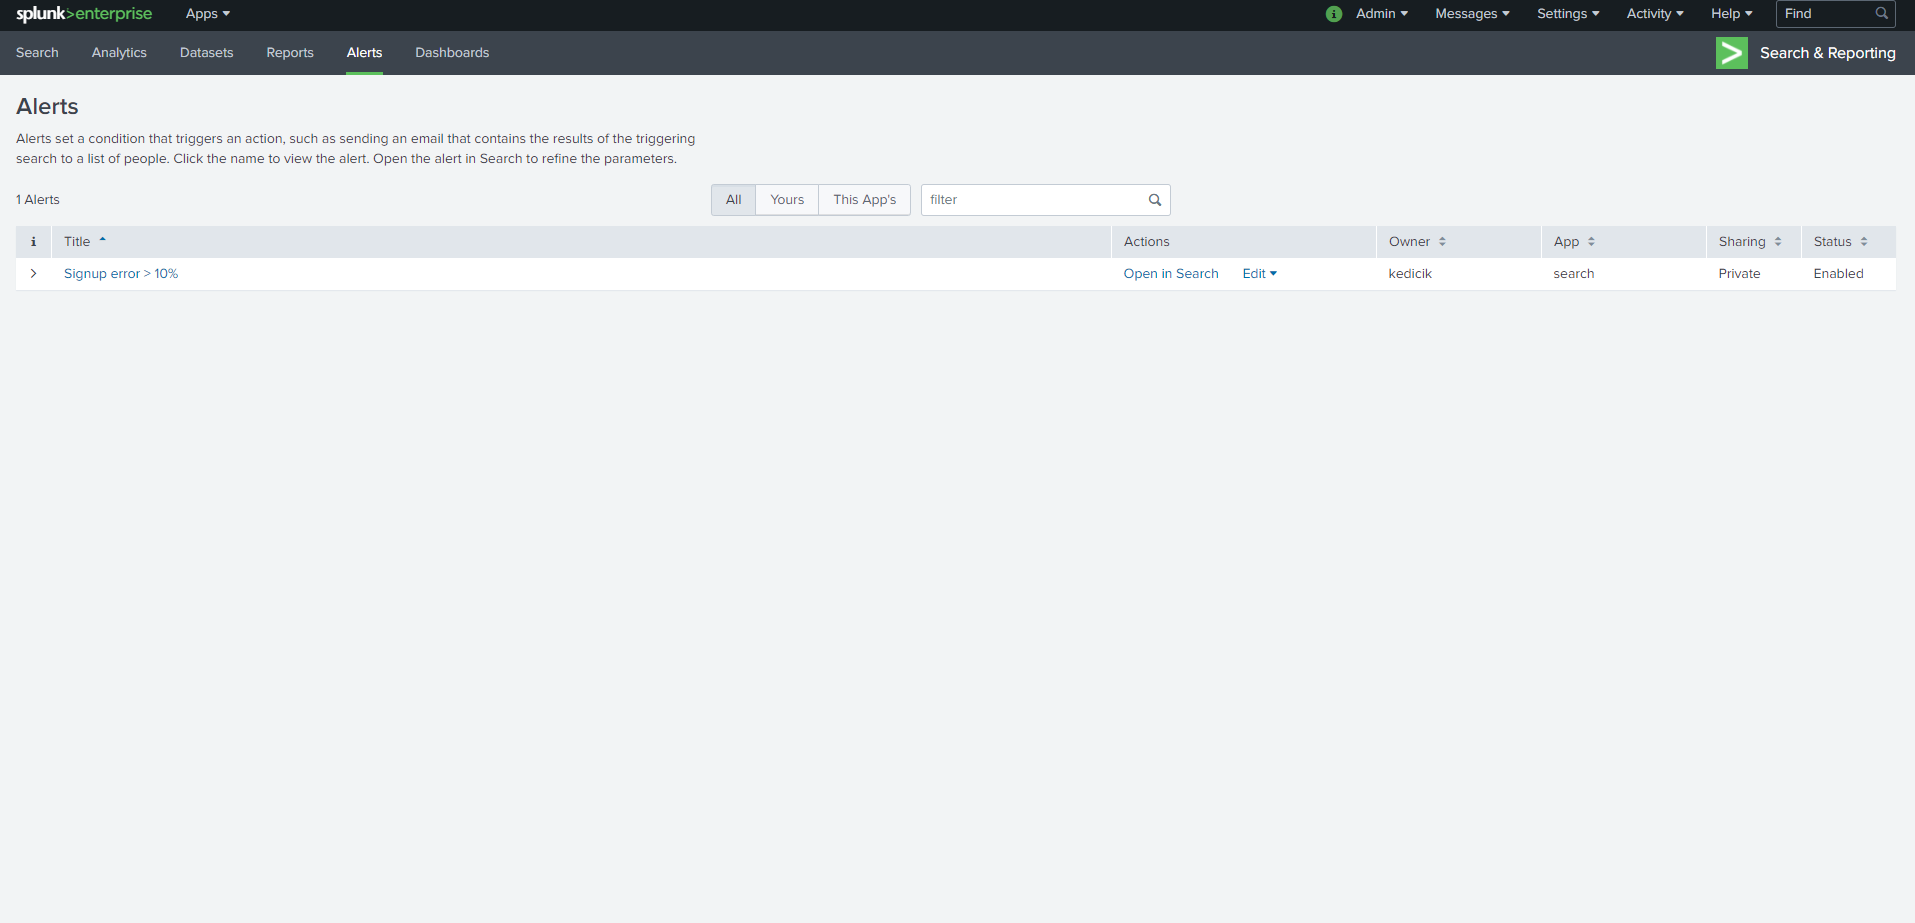 splunk>enterprise Apps Admin Messages Settings Activity Help Find
Search Analytics Datasets Reports Alerts Dashboards Search & Reporting
Alerts
Alerts set a condition that triggers an action, such as sending an email that contains the results of the triggering
search to a list of people. Click the name to view the alert. Open the alert in Search to refine the parameters.
1 Alerts All Yours This App's filter
i Title Actions Owner App Sharing Status
Signup error > 10% Open in Search Edit kedicik search Private Enabled